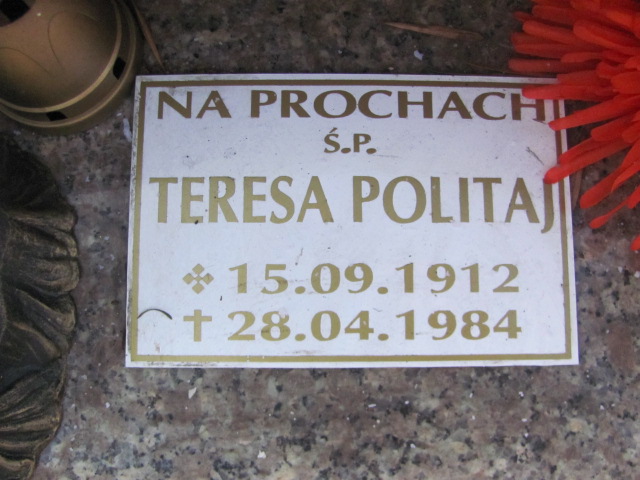 NA PROCHACH
Ś.P.
TERESA POLITAJ
✣ 15.09.1912
† 28.04.1984